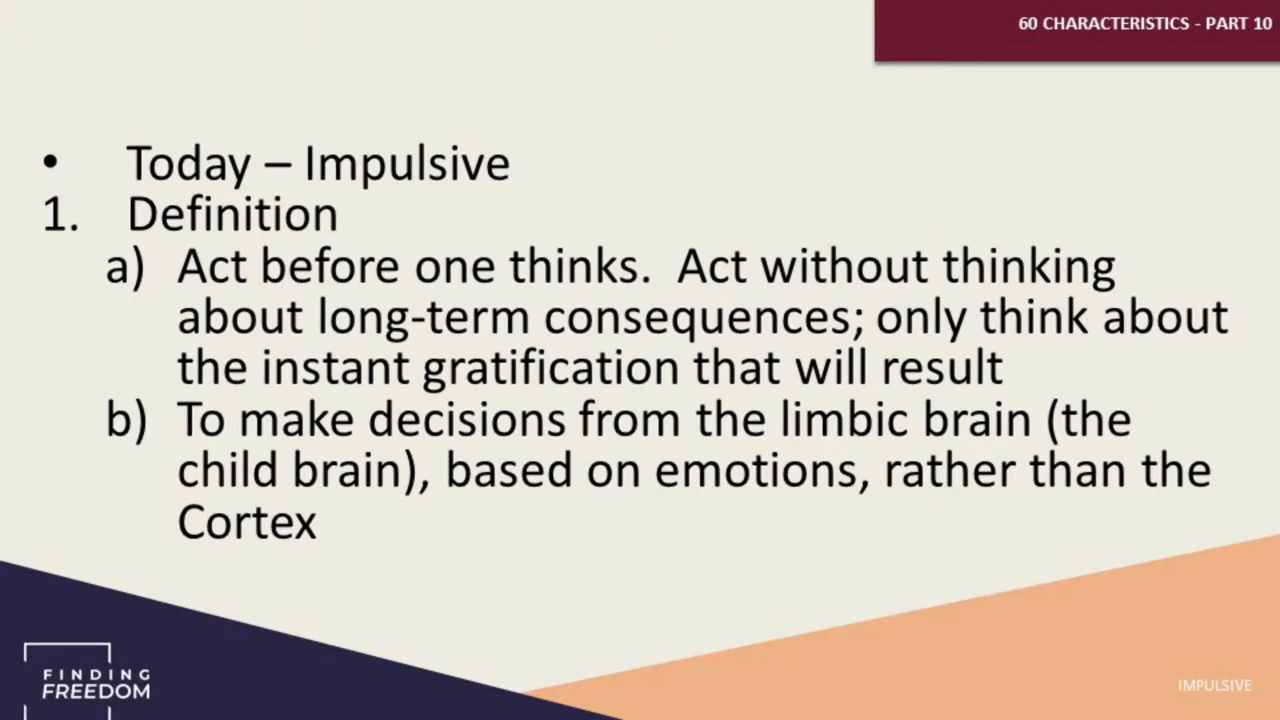 60 CHARACTERISTICS - PART 10
• Today – Impulsive
1. Definition
a) Act before one thinks. Act without thinking
about long-term consequences; only think about
the instant gratification that will result
b) To make decisions from the limbic brain (the
child brain), based on emotions, rather than the
Cortex
FINDING
FREEDOM
IMPULSIVE